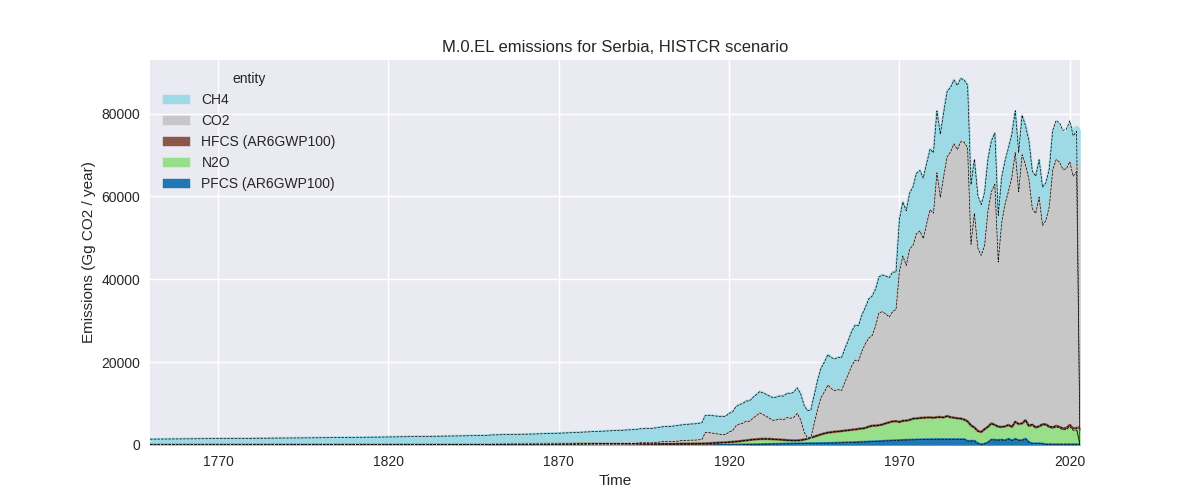 M.0.EL emissions for Serbia, HISTCR scenario
entity
CH4
CO2
HFCS (AR6GWP100)
N2O
PFCS (AR6GWP100)
Emissions (Gg CO2 / year)
80000
60000
40000
20000
0
1770
1820
1870
1920
1970
2020
Time